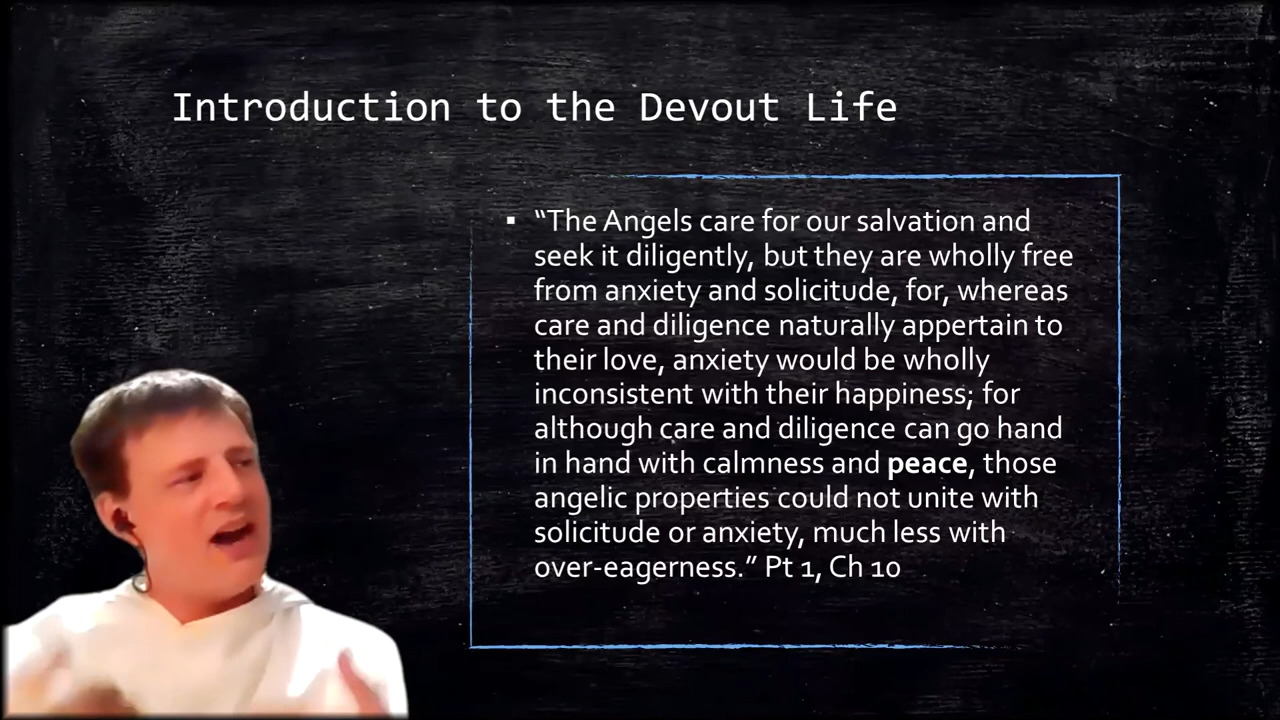 Introduction to the Devout Life
▪ “The Angels care for our salvation and
seek it diligently, but they are wholly free
from anxiety and solicitude, for, whereas
care and diligence naturally appertain to
their love, anxiety would be wholly
inconsistent with their happiness; for
although care and diligence can go hand
in hand with calmness and peace, those
angelic properties could not unite with
solicitude or anxiety, much less with
over-eagerness.” Pt 1, Ch 10